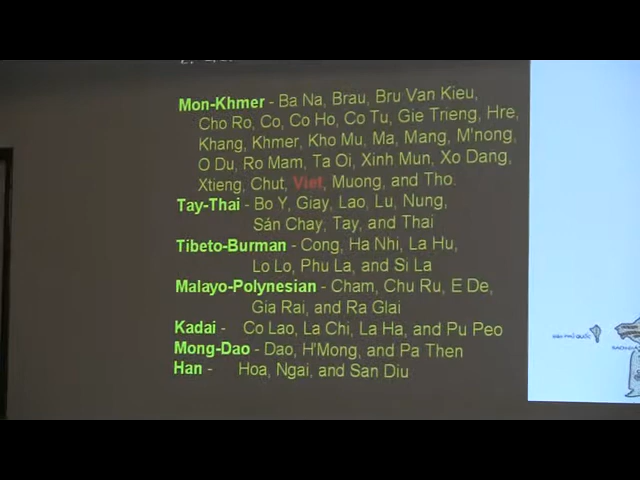 Mon-Khmer - Ba Na, Brau, Bru Van Kieu,
Cho Ro, Co, Co Ho, Co Tu, Gie Trieng, Hre,
Khang, Khmer, Kho Mu, Ma, Mang, M'nong,
O Du, Ro Mam, Ta Oi, Xinh Mun, Xo Dang,
Xtieng, Chut, Viet, Muong, and Tho.
Tay-Thai - Bo Y, Giay, Lao, Lu, Nung,
Sán Chay, Tay, and Thai
Tibeto-Burman - Cong, Ha Nhi, La Hu,
Lo Lo, Phu La, and Si La
Malayo-Polynesian - Cham, Chu Ru, E De,
Gia Rai, and Ra Glai
Kadai - Co Lao, La Chi, La Ha, and Pu Peo
Mong-Dao - Dao, H'Mong, and Pa Then
Han - Hoa, Ngai, and San Diu